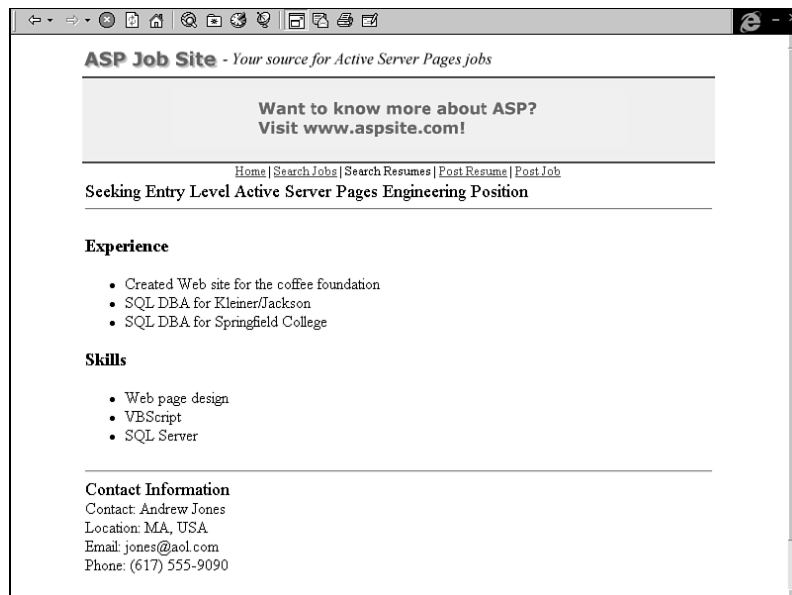 ASP Job Site - Your source for Active Server Pages jobs
Want to know more about ASP?
Visit www.aspsite.com!
Home | Search Jobs | Search Resumes | Post Resume | Post Job
Seeking Entry Level Active Server Pages Engineering Position
Experience
• Created Web site for the coffee foundation
• SQL DBA for Kleiner/Jackson
• SQL DBA for Springfield College
Skills
• Web page design
• VBScript
• SQL Server
Contact Information
Contact: Andrew Jones
Location: MA, USA
Email: jones@aol.com
Phone: (617) 555-9090